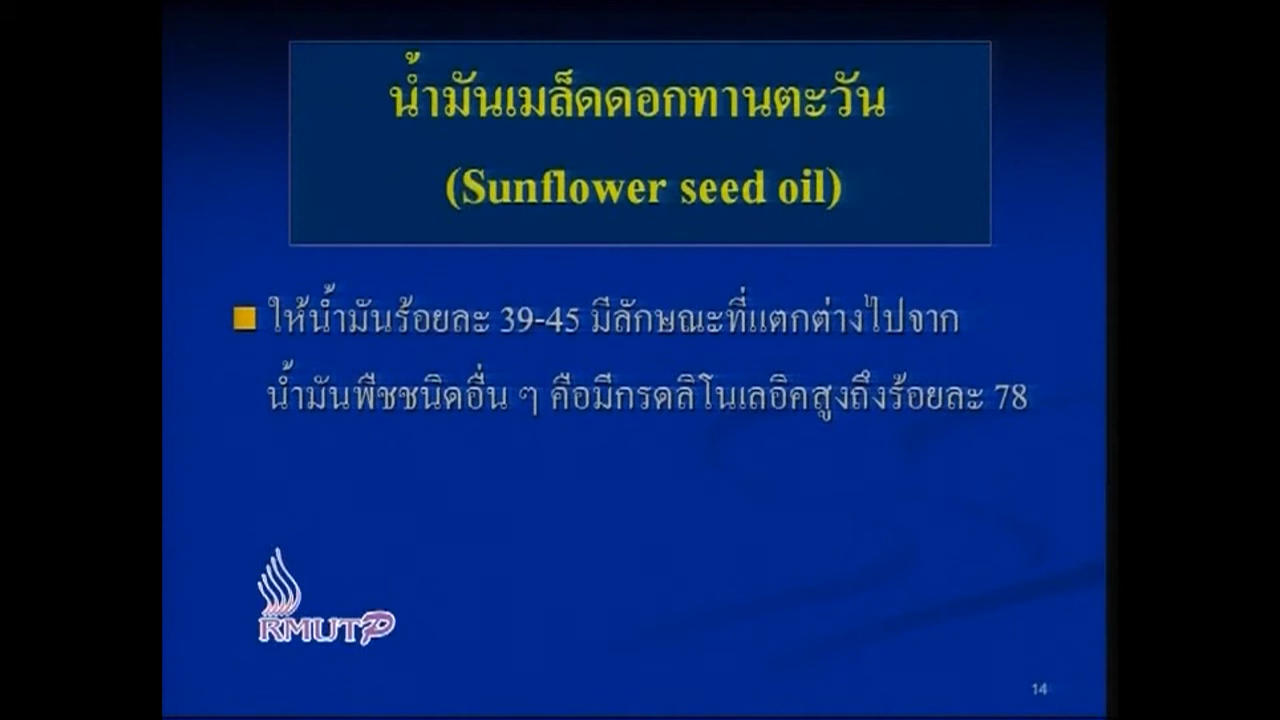 น้ำมันเมล็ดดอกทานตะวัน
(Sunflower seed oil)
ให้น้ำมันร้อยละ 39-45 มีลักษณะที่แตกต่างไปจาก
น้ำมันพืชชนิดอื่น ๆ คือมีกรดลิโนเลอิคสูงถึงร้อยละ 78
RMUTP
14